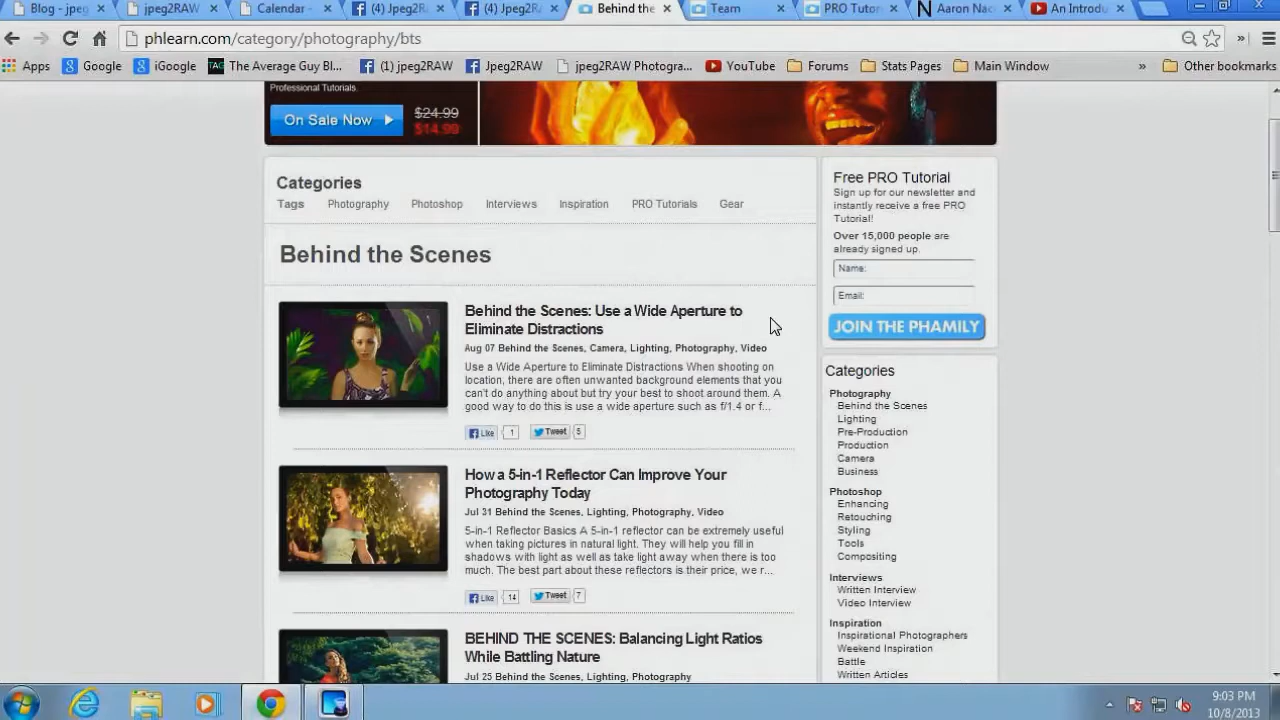 Blog - jpeg
jpeg2RAW
Calendar -
(4) Jpeg2
(4) Jpeg2
Behind the
Team
PRO Tutor
Aaron Nac
An Introdu
phlearn.com/category/photography/bts
Apps
Google
iGoogle
The Average Guy Bl...
(1) jpeg2RAW
Jpeg2RAW
jpeg2RAW Photogra...
YouTube
Forums
Stats Pages
Main Window
»
Other bookmarks
Professional Tutorials.
On Sale Now
$24.99
$14.99
Categories
Tags
Photography
Photoshop
Interviews
Inspiration
PRO Tutorials
Gear
Behind the Scenes
Behind the Scenes: Use a Wide Aperture to
Eliminate Distractions
Aug 07 Behind the Scenes, Camera, Lighting, Photography, Video
Use a Wide Aperture to Eliminate Distractions When shooting on
location, there are often unwanted background elements that you
can't do anything about but try your best to shoot around them. A
good way to do this is use a wide aperture such as f/1.4 or f...
Like 1 Tweet 5
How a 5-in-1 Reflector Can Improve Your
Photography Today
Jul 31 Behind the Scenes, Lighting, Photography, Video
5-in-1 Reflector Basics A 5-in-1 reflector can be extremely useful
when taking pictures in natural light. They will help you fill in
shadows with light as well as take light away when there is too
much. The best part about these reflectors is their price, we r...
Like 14 Tweet 7
BEHIND THE SCENES: Balancing Light Ratios
While Battling Nature
Jul 25 Behind the Scenes, Lighting, Photography
Free PRO Tutorial
Sign up for our newsletter and
instantly receive a free PRO
Tutorial!
Over 15,000 people are
already signed up.
Name:
Email:
JOIN THE PHAMILY
Categories
Photography
Behind the Scenes
Lighting
Pre-Production
Production
Camera
Business
Photoshop
Enhancing
Retouching
Styling
Tools
Compositing
Interviews
Written Interview
Video Interview
Inspiration
Inspirational Photographers
Weekend Inspiration
Battle
Written Articles
9:03 PM
10/8/2013